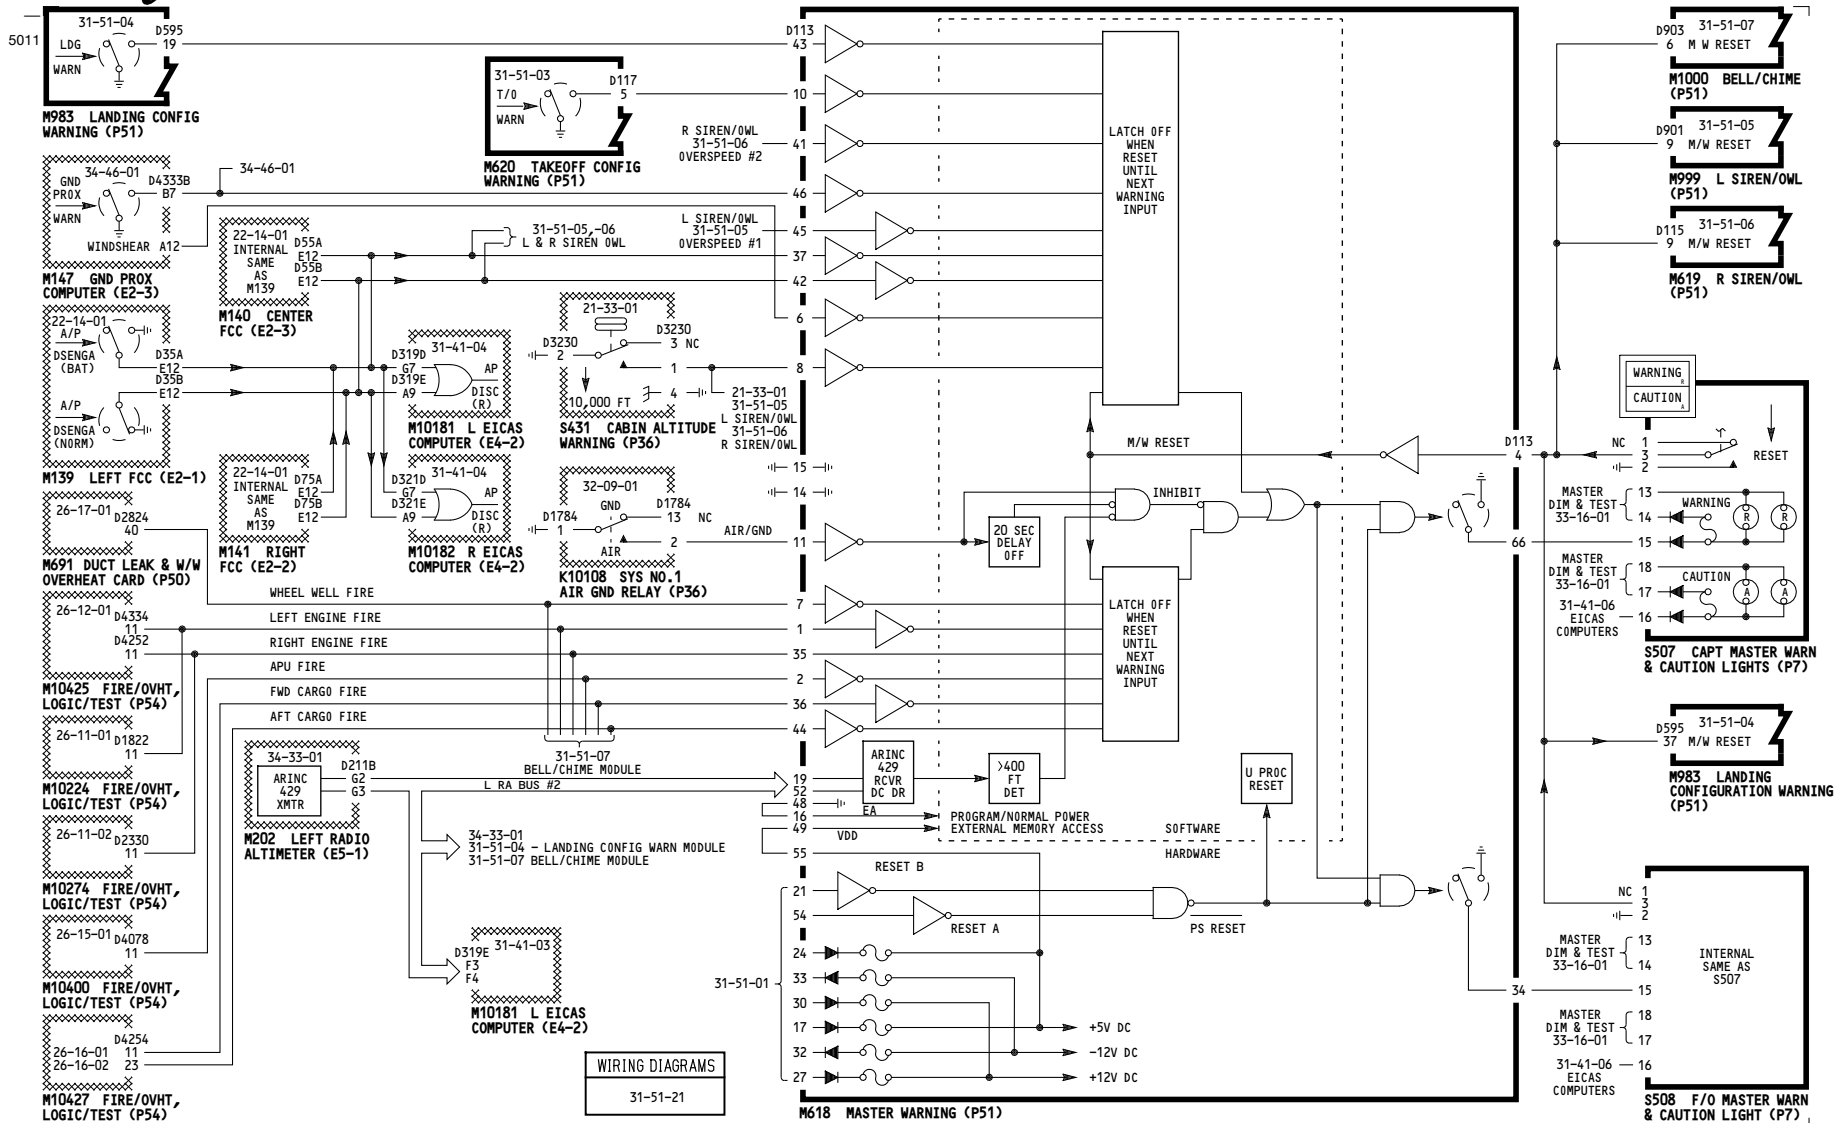 5011
31-51-04
LDG
WARN
D595
19
M983 LANDING CONFIG
WARNING (P51)
31-51-03
T/O
WARN
D117
5
M620 TAKEOFF CONFIG
WARNING (P51)
34-46-01
GND
PROX
WARN
D4333B
B7
WINDSHEAR A12
M147 GND PROX
COMPUTER (E2-3)
34-46-01
22-14-01
INTERNAL
SAME
AS
M139
D55A
E12
D55B
E12
M140 CENTER
FCC (E2-3)
31-51-05,-06
L & R SIREN OWL
R SIREN/OWL
31-51-06
OVERSPEED #2
L SIREN/OWL
31-51-05
OVERSPEED #1
22-14-01
A/P
DSENGA
(BAT)
D35A
E12
D35B
E12
A/P
DSENGA
(NORM)
M139 LEFT FCC (E2-1)
31-41-04
D319D
G7
D319E
A9
AP
DISC
(R)
M10181 L EICAS
COMPUTER (E4-2)
21-33-01
D3230
2
D3230
3 NC
1
4
10,000 FT
S431 CABIN ALTITUDE
WARNING (P36)
21-33-01
31-51-05
L SIREN/OWL
31-51-06
R SIREN/OWL
22-14-01
INTERNAL
SAME
AS
M139
D75A
E12
D75B
E12
M141 RIGHT
FCC (E2-2)
31-41-04
D321D
G7
D321E
A9
AP
DISC
(R)
M10182 R EICAS
COMPUTER (E4-2)
32-09-01
GND
D1784
1
D1784
13 NC
2
AIR
AIR/GND
K10108 SYS NO.1
AIR GND RELAY (P36)
26-17-01
D2824
40
M691 DUCT LEAK & W/W
OVERHEAT CARD (P50)
26-12-01
D4334
11
D4252
11
M10425 FIRE/OVHT,
LOGIC/TEST (P54)
26-11-01
D1822
11
M10224 FIRE/OVHT,
LOGIC/TEST (P54)
26-11-02
D2330
11
M10274 FIRE/OVHT,
LOGIC/TEST (P54)
26-15-01
D4078
11
M10400 FIRE/OVHT,
LOGIC/TEST (P54)
D4254
26-16-01 11
26-16-02 23
M10427 FIRE/OVHT,
LOGIC/TEST (P54)
WHEEL WELL FIRE
LEFT ENGINE FIRE
RIGHT ENGINE FIRE
APU FIRE
FWD CARGO FIRE
AFT CARGO FIRE
31-51-07
BELL/CHIME MODULE
34-33-01
ARINC
429
XMTR
D211B
G2
G3
M202 LEFT RADIO
ALTIMETER (E5-1)
L RA BUS #2
34-33-01
31-51-04 - LANDING CONFIG WARN MODULE
31-51-07 BELL/CHIME MODULE
D319E
F3
F4
31-41-03
M10181 L EICAS
COMPUTER (E4-2)
WIRING DIAGRAMS
31-51-21
D113
43
10
41
46
45
37
42
6
8
15
14
11
7
1
35
2
36
44
19
52
48
16
49
55
21
54
24
33
30
17
32
27
31-51-01
LATCH OFF
WHEN
RESET
UNTIL
NEXT
WARNING
INPUT
M/W RESET
INHIBIT
20 SEC
DELAY
OFF
LATCH OFF
WHEN
RESET
UNTIL
NEXT
WARNING
INPUT
ARINC
429
RCVR
DC DR
>400
FT
DET
U PROC
RESET
EA
VDD
PROGRAM/NORMAL POWER
EXTERNAL MEMORY ACCESS
SOFTWARE
HARDWARE
RESET B
RESET A
PS RESET
+5V DC
-12V DC
+12V DC
M618 MASTER WARNING (P51)
D113
4
66
34
D903
6
31-51-07
M W RESET
M1000 BELL/CHIME
(P51)
D901
9
31-51-05
M/W RESET
M999 L SIREN/OWL
(P51)
D115
9
31-51-06
M/W RESET
M619 R SIREN/OWL
(P51)
WARNING
R
CAUTION
A
NC 1
3
2
RESET
MASTER
DIM & TEST
33-16-01
13
14
15
WARNING
R
R
MASTER
DIM & TEST
33-16-01
18
17
CAUTION
A
A
31-41-06
EICAS
COMPUTERS
16
S507 CAPT MASTER WARN
& CAUTION LIGHTS (P7)
D595
37
31-51-04
M/W RESET
M983 LANDING
CONFIGURATION WARNING
(P51)
NC 1
3
2
MASTER
DIM & TEST
33-16-01
13
14
15
MASTER
DIM & TEST
33-16-01
18
17
31-41-06
EICAS
COMPUTERS
16
INTERNAL
SAME AS
S507
S508 F/O MASTER WARN
& CAUTION LIGHT (P7)